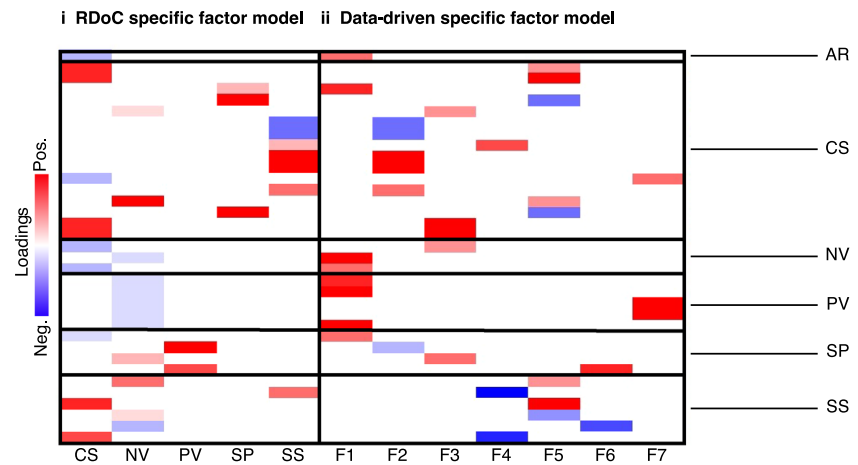 i RDoC specific factor model
ii Data-driven specific factor model
AR
CS
NV
PV
SP
SS
Pos.
Loadings
Neg.
CS NV PV SP SS F1 F2 F3 F4 F5 F6 F7